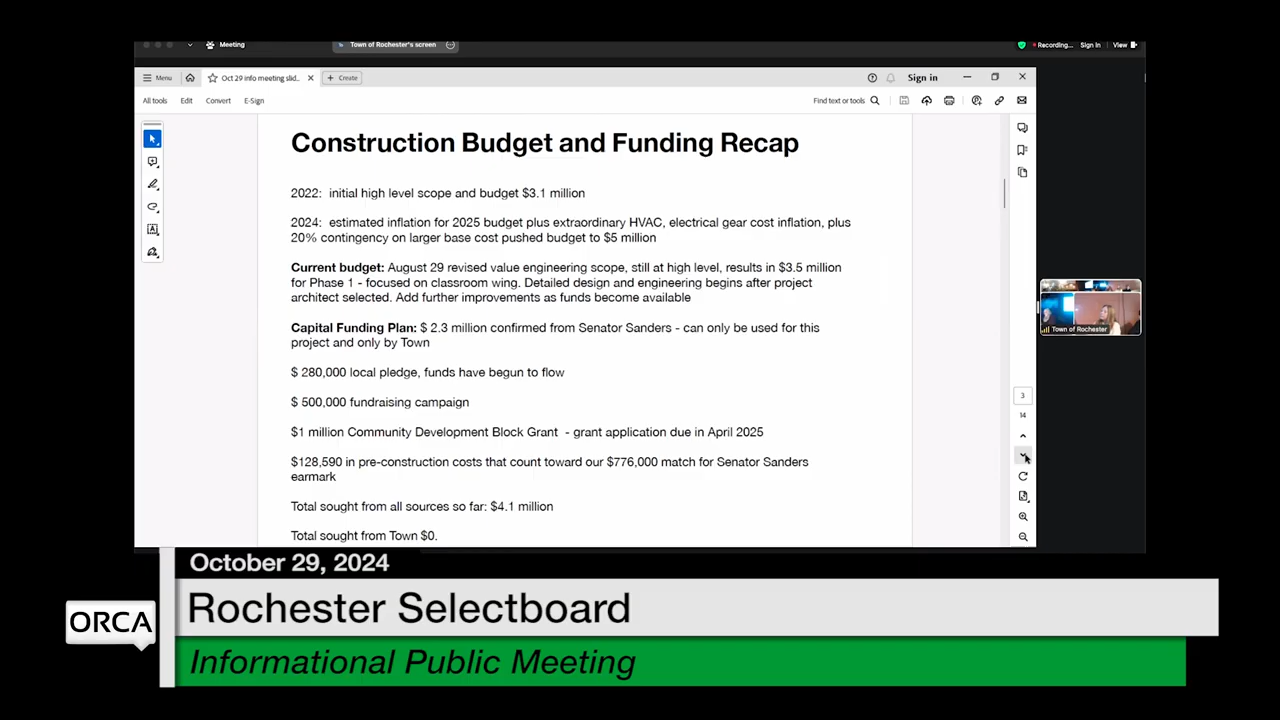 Meeting
Town of Rochester's screen
Recording...
Sign In
View
Menu
Oct 29 info meeting slid..
Create
Sign in
All tools
Edit
Convert
E-Sign
Find text or tools
Construction Budget and Funding Recap
2022: initial high level scope and budget $3.1 million
2024: estimated inflation for 2025 budget plus extraordinary HVAC, electrical gear cost inflation, plus
20% contingency on larger base cost pushed budget to $5 million
Current budget: August 29 revised value engineering scope, still at high level, results in $3.5 million
for Phase 1 - focused on classroom wing. Detailed design and engineering begins after project
architect selected. Add further improvements as funds become available
Capital Funding Plan: $ 2.3 million confirmed from Senator Sanders - can only be used for this
project and only by Town
$ 280,000 local pledge, funds have begun to flow
$ 500,000 fundraising campaign
$1 million Community Development Block Grant - grant application due in April 2025
$128,590 in pre-construction costs that count toward our $776,000 match for Senator Sanders
earmark
Total sought from all sources so far: $4.1 million
Total sought from Town $0.
3
14
Town of Rochester
October 29, 2024
ORCA
Rochester Selectboard
Informational Public Meeting